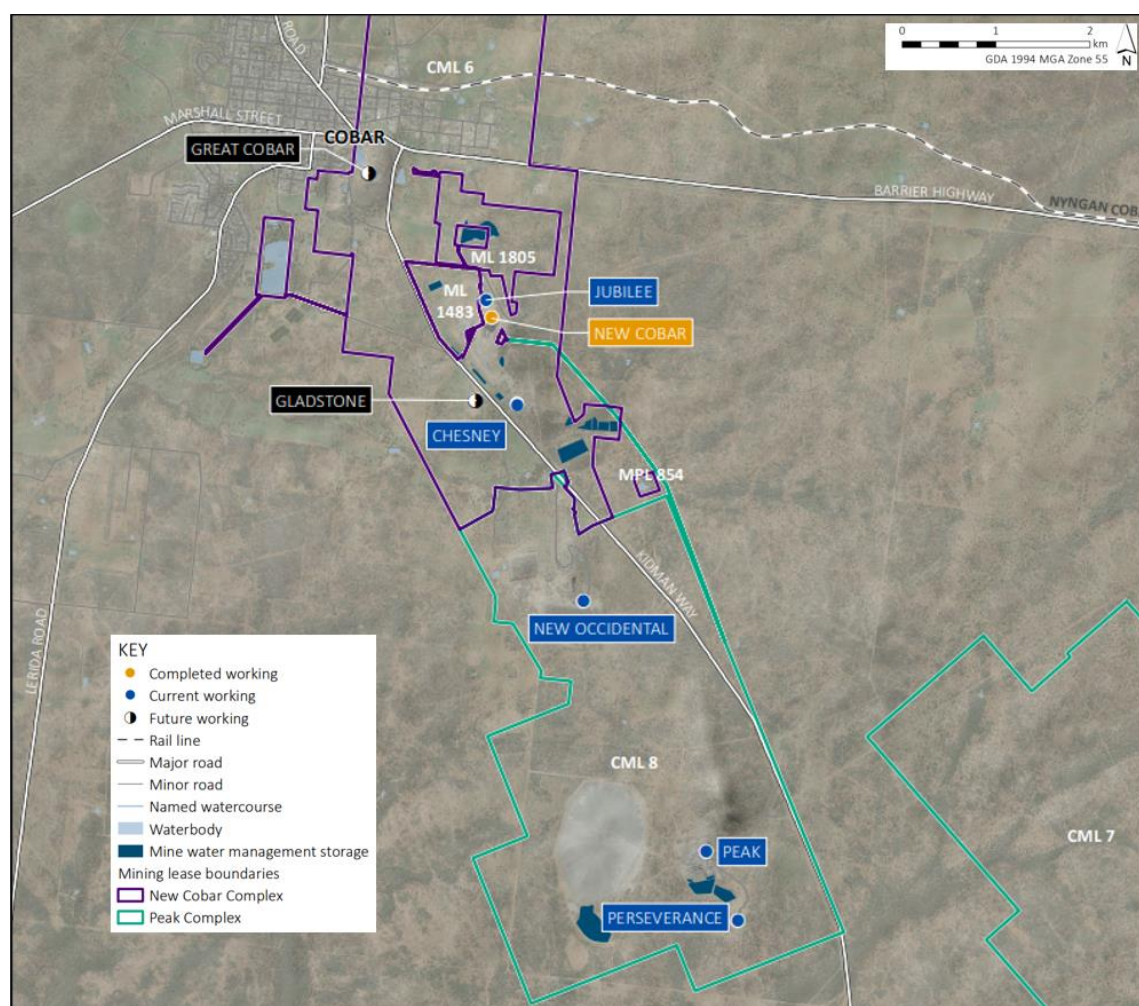 0 1 2
km
GDA 1994 MGA Zone 55
N
ROAD
CML 6
MARSHALL STREET
COBAR
GREAT COBAR
BARRIER HIGHWAY
NYNGAN COB
ML 1805
ML
1483
JUBILEE
NEW COBAR
GLADSTONE
CHESNEY
MPL 854
KIDMAN WAY
NEW OCCIDENTAL
LERIDA ROAD
CML 8
CML 7
PEAK
PERSEVERANCE
KEY
Completed working
Current working
Future working
Rail line
Major road
Minor road
Named watercourse
Waterbody
Mine water management storage
Mining lease boundaries
New Cobar Complex
Peak Complex